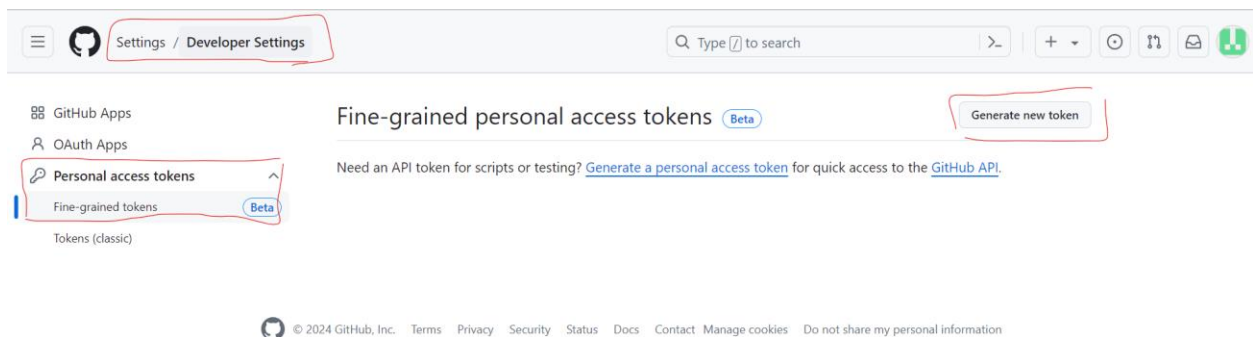 Settings / Developer Settings
Type / to search
GitHub Apps
OAuth Apps
Personal access tokens
Fine-grained tokens Beta
Tokens (classic)
Fine-grained personal access tokens Beta
Generate new token
Need an API token for scripts or testing? Generate a personal access token for quick access to the GitHub API.
© 2024 GitHub, Inc. Terms Privacy Security Status Docs Contact Manage cookies Do not share my personal information